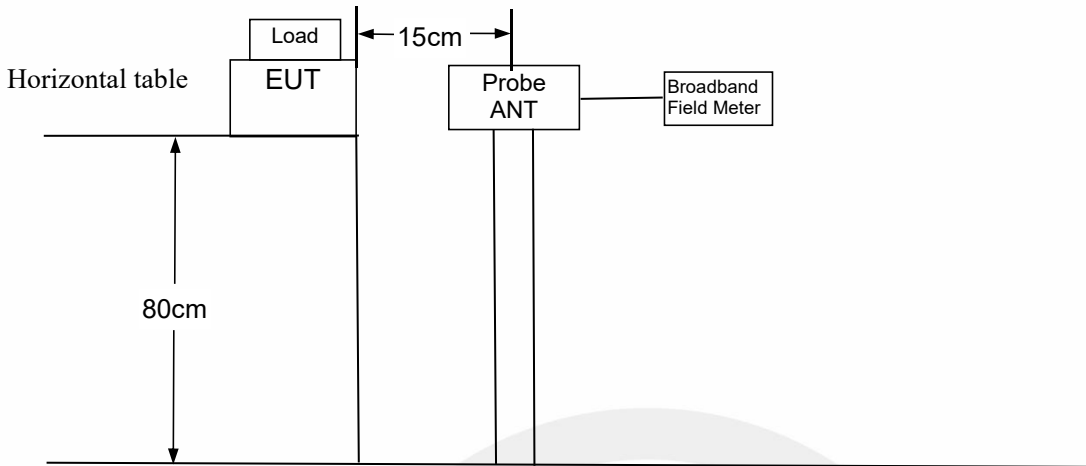 Load
15cm
Horizontal table
EUT
Probe
ANT
Broadband
Field Meter
80cm